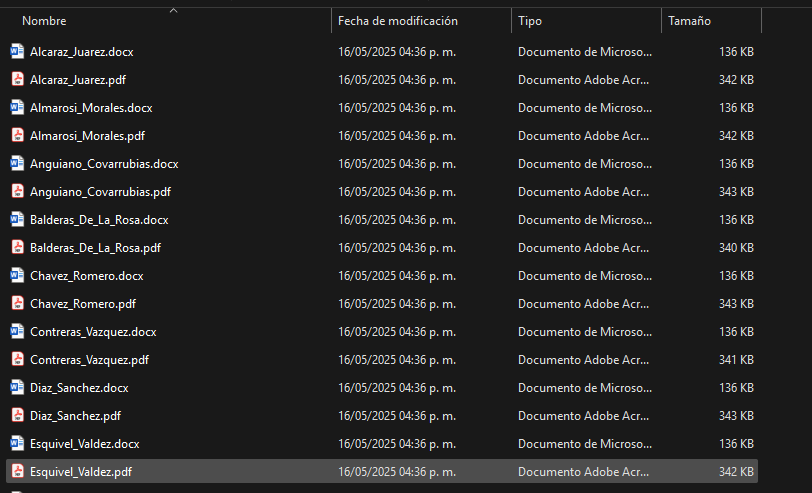 Nombre Fecha de modificación Tipo Tamaño
Alcaraz_Juarez.docx 16/05/2025 04:36 p. m. Documento de Microso... 136 KB
Alcaraz_Juarez.pdf 16/05/2025 04:36 p. m. Documento Adobe Acr... 342 KB
Almarosi_Morales.docx 16/05/2025 04:36 p. m. Documento de Microso... 136 KB
Almarosi_Morales.pdf 16/05/2025 04:36 p. m. Documento Adobe Acr... 342 KB
Anguiano_Covarrubias.docx 16/05/2025 04:36 p. m. Documento de Microso... 136 KB
Anguiano_Covarrubias.pdf 16/05/2025 04:36 p. m. Documento Adobe Acr... 343 KB
Balderas_De_La_Rosa.docx 16/05/2025 04:36 p. m. Documento de Microso... 136 KB
Balderas_De_La_Rosa.pdf 16/05/2025 04:36 p. m. Documento Adobe Acr... 340 KB
Chavez_Romero.docx 16/05/2025 04:36 p. m. Documento de Microso... 136 KB
Chavez_Romero.pdf 16/05/2025 04:36 p. m. Documento Adobe Acr... 343 KB
Contreras_Vazquez.docx 16/05/2025 04:36 p. m. Documento de Microso... 136 KB
Contreras_Vazquez.pdf 16/05/2025 04:36 p. m. Documento Adobe Acr... 341 KB
Diaz_Sanchez.docx 16/05/2025 04:36 p. m. Documento de Microso... 136 KB
Diaz_Sanchez.pdf 16/05/2025 04:36 p. m. Documento Adobe Acr... 343 KB
Esquivel_Valdez.docx 16/05/2025 04:36 p. m. Documento de Microso... 136 KB
Esquivel_Valdez.pdf 16/05/2025 04:36 p. m. Documento Adobe Acr... 342 KB